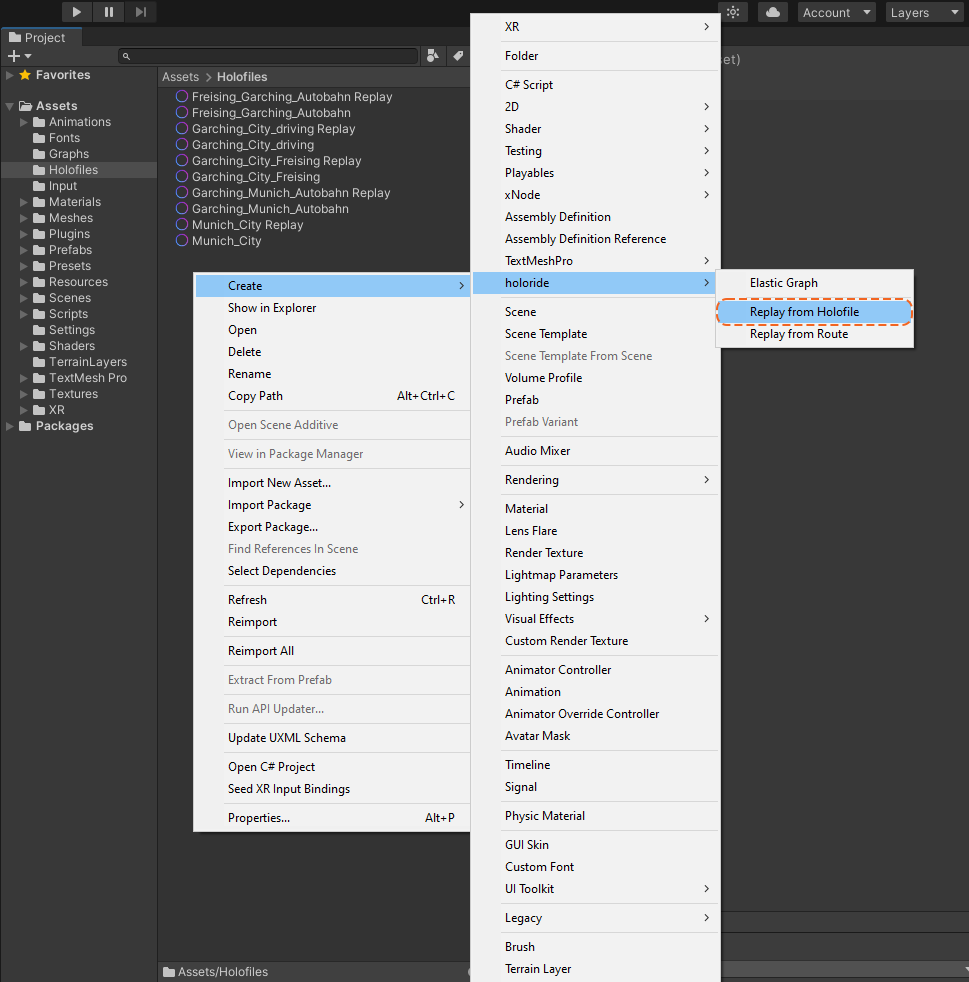 Account
Layers
Project
Favorites
Assets
Animations
Fonts
Graphs
Holofiles
Input
Materials
Meshes
Plugins
Prefabs
Presets
Resources
Scenes
Scripts
Settings
Shaders
TerrainLayers
TextMesh Pro
Textures
XR
Packages
Assets > Holofiles
Freising_Garching_Autobahn Replay
Freising_Garching_Autobahn
Garching_City_driving Replay
Garching_City_driving
Garching_City_Freising Replay
Garching_City_Freising
Garching_Munich_Autobahn Replay
Garching_Munich_Autobahn
Munich_City Replay
Munich_City
Create
Show in Explorer
Open
Delete
Rename
Copy Path Alt+Ctrl+C
Open Scene Additive
View in Package Manager
Import New Asset...
Import Package
Export Package...
Find References In Scene
Select Dependencies
Refresh Ctrl+R
Reimport
Reimport All
Extract From Prefab
Run API Updater...
Update UXML Schema
Open C# Project
Seed XR Input Bindings
Properties... Alt+P
XR
Folder
C# Script
2D
Shader
Testing
Playables
xNode
Assembly Definition
Assembly Definition Reference
TextMeshPro
holoride
Scene
Scene Template
Scene Template From Scene
Volume Profile
Prefab
Prefab Variant
Audio Mixer
Rendering
Material
Lens Flare
Render Texture
Lightmap Parameters
Lighting Settings
Visual Effects
Custom Render Texture
Animator Controller
Animation
Animator Override Controller
Avatar Mask
Timeline
Signal
Physic Material
GUI Skin
Custom Font
UI Toolkit
Legacy
Brush
Terrain Layer
Elastic Graph
Replay from Holofile
Replay from Route
Assets/Holofiles